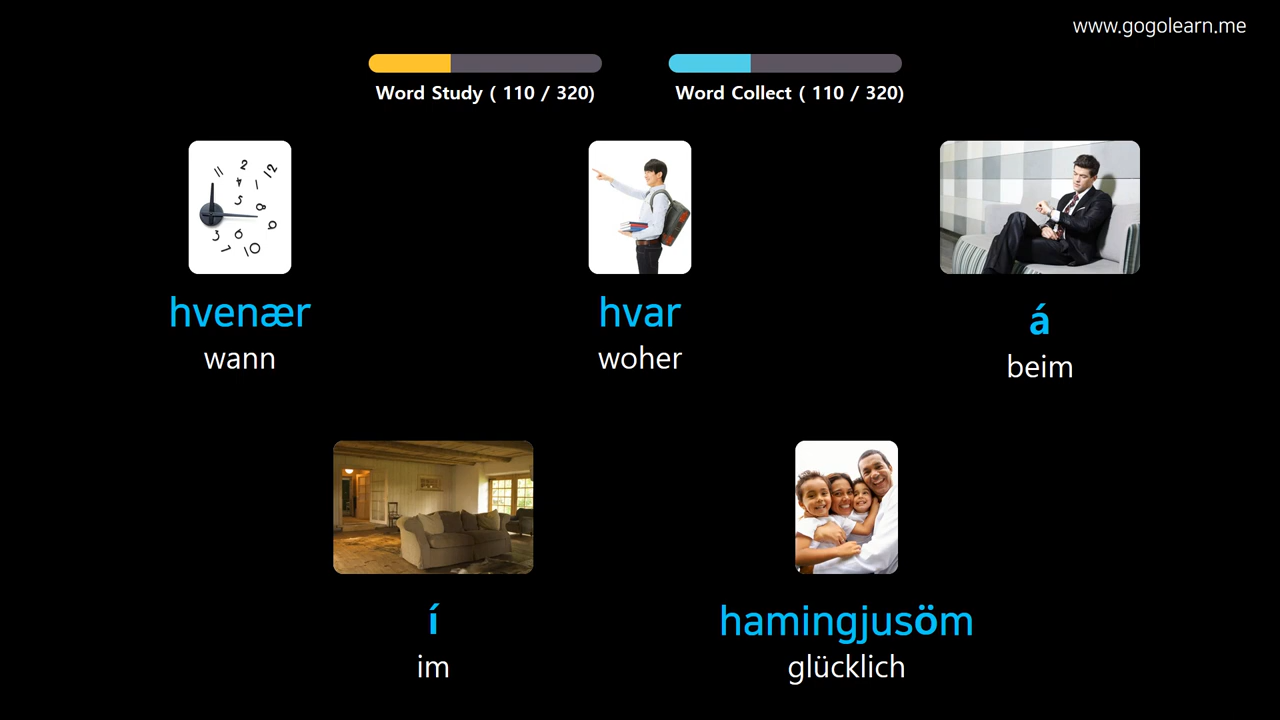 www.gogolearn.me
Word Study ( 110 / 320)
Word Collect ( 110 / 320)
hvenær
wann
hvar
woher
á
beim
í
im
hamingjusöm
glücklich